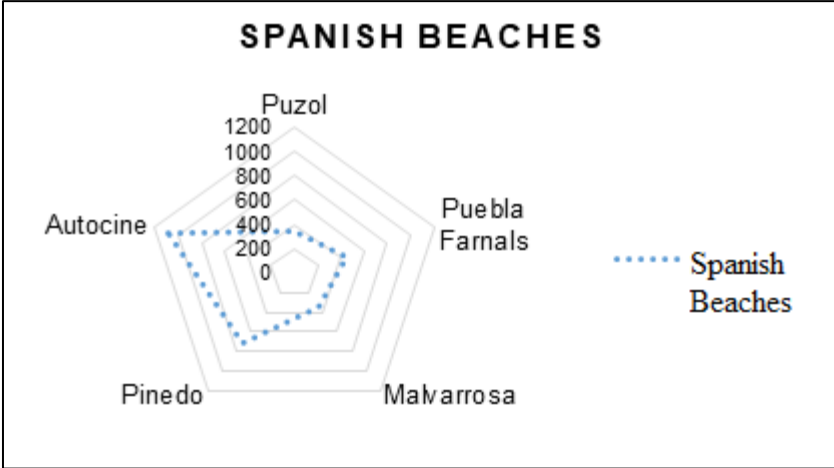 SPANISH BEACHES
Puzol
1200
1000
800
600
400
200
0
Puebla
Farnals
Autocine
Pinedo
Malvarrosa
Spanish
Beaches